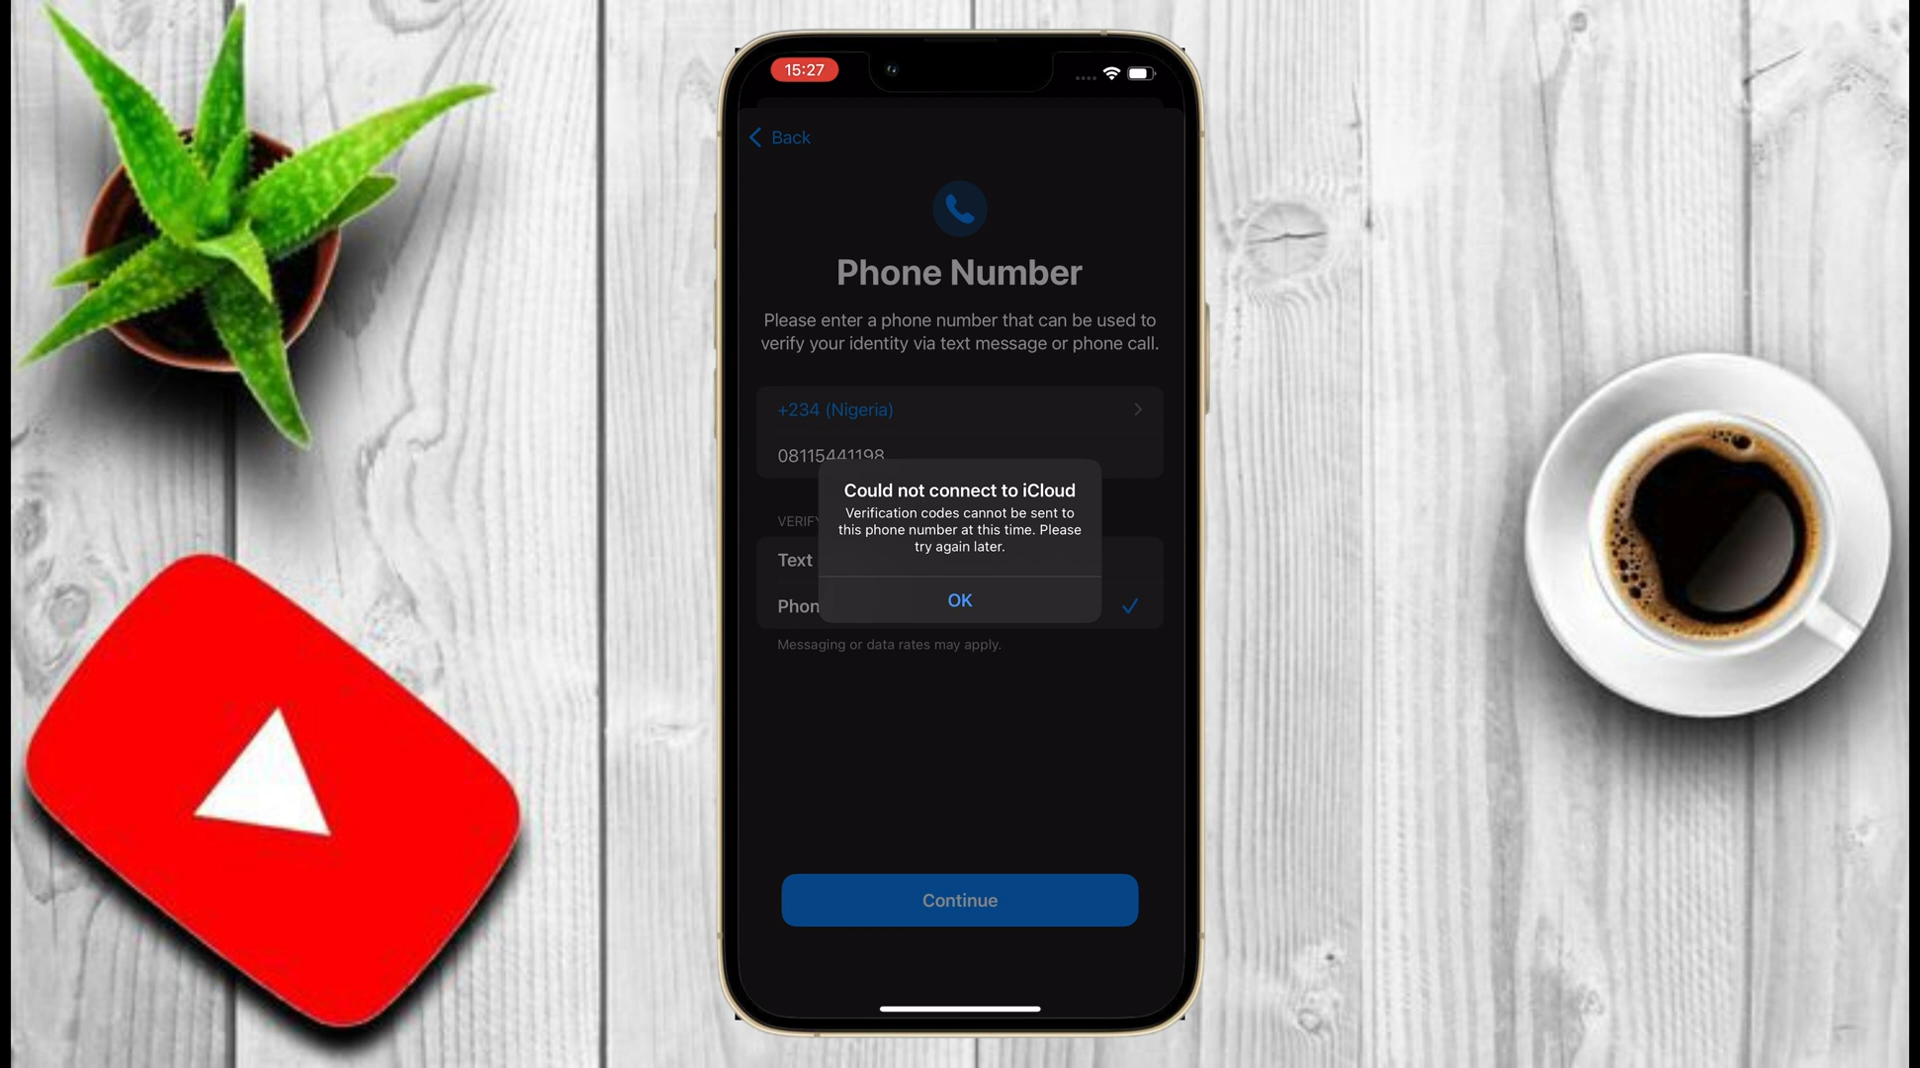 15:27
Back
Phone Number
Please enter a phone number that can be used to
verify your identity via text message or phone call.
+234 (Nigeria)
08115441198
Could not connect to iCloud
Verification codes cannot be sent to
this phone number at this time. Please
try again later.
VERIFY
Text
OK
Phon
Messaging or data rates may apply.
Continue